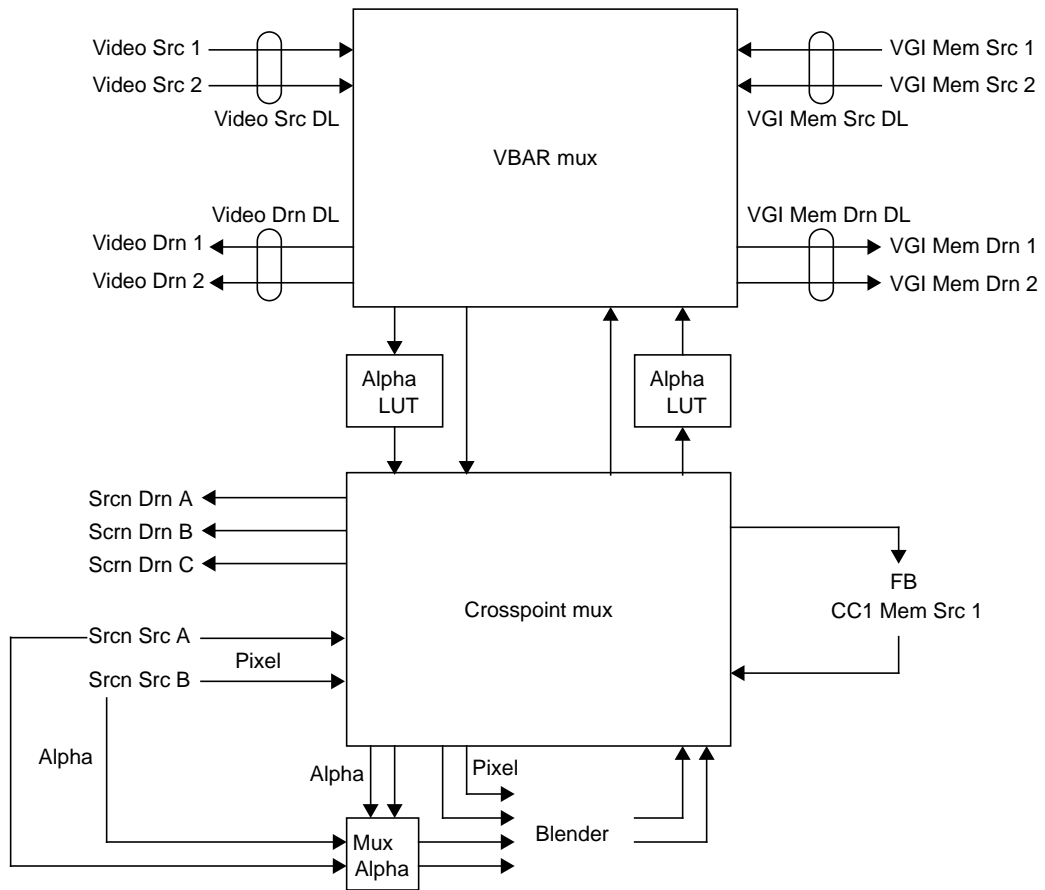 Video Src 1
Video Src 2
Video Src DL
VGI Mem Src 1
VGI Mem Src 2
VGI Mem Src DL
VBAR mux
Video Drn DL
Video Drn 1
Video Drn 2
VGI Mem Drn DL
VGI Mem Drn 1
VGI Mem Drn 2
Alpha
LUT
Alpha
LUT
Srcn Drn A
Scrn Drn B
Scrn Drn C
Crosspoint mux
FB
CC1 Mem Src 1
Srcn Src A
Pixel
Srcn Src B
Alpha
Alpha
Pixel
Mux
Alpha
Blender